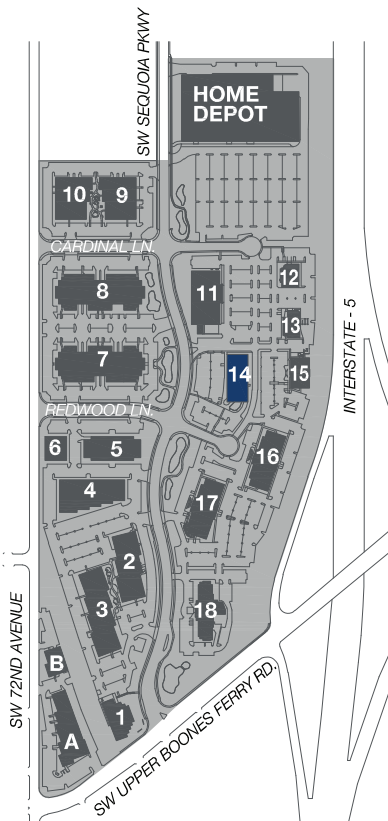 SW SEQUOIA PKWY
HOME
DEPOT
10
9
CARDINAL LN.
12
8
11
13
INTERSTATE - 5
7
14
15
REDWOOD LN.
6
5
16
4
17
2
3
18
SW 72ND AVENUE
B
1
A
SW UPPER BOONES FERRY RD.